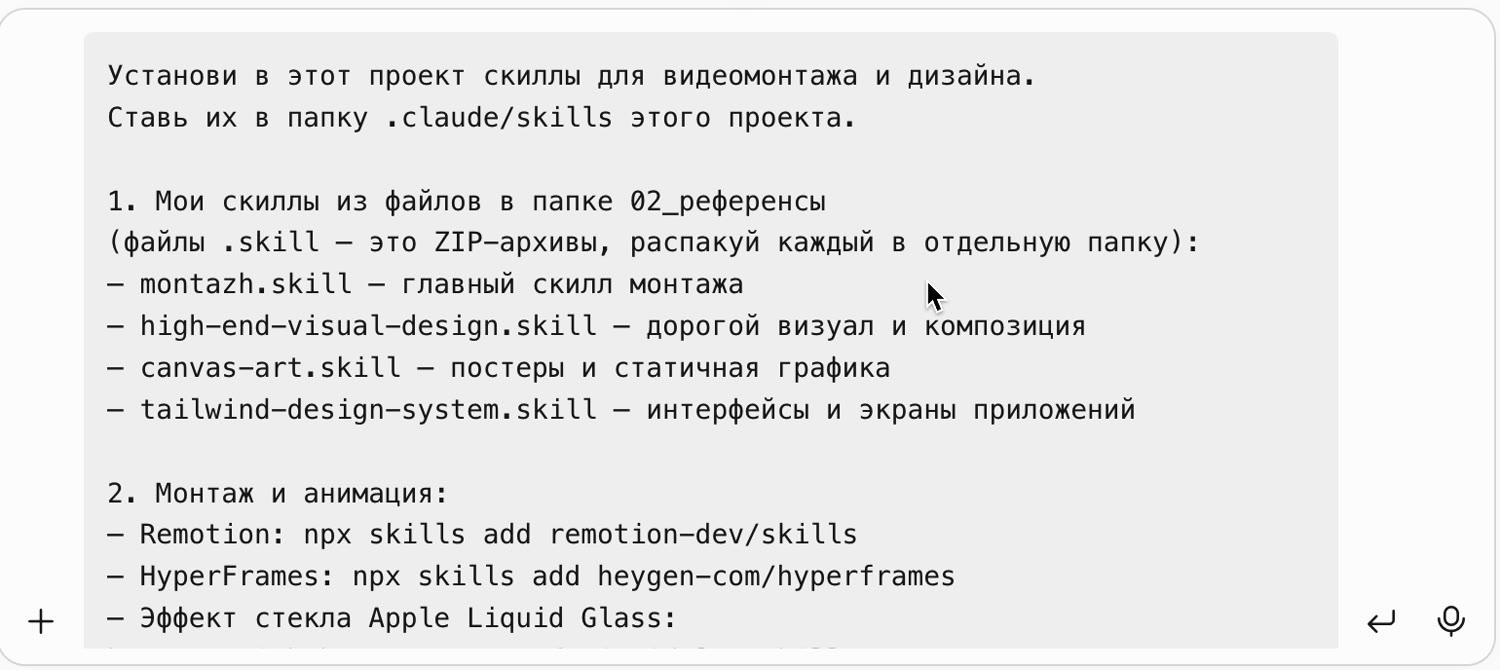 Установи в этот проект скиллы для видеомонтажа и дизайна.
Ставь их в папку .claude/skills этого проекта.
1. Мои скиллы из файлов в папке 02_референсы
(файлы .skill — это ZIP-архивы, распакуй каждый в отдельную папку):
— montazh.skill — главный скилл монтажа
— high-end-visual-design.skill — дорогой визуал и композиция
— canvas-art.skill — постеры и статичная графика
— tailwind-design-system.skill — интерфейсы и экраны приложений
2. Монтаж и анимация:
— Remotion: npx skills add remotion-dev/skills
— HyperFrames: npx skills add heygen-com/hyperframes
— Эффект стекла Apple Liquid Glass: